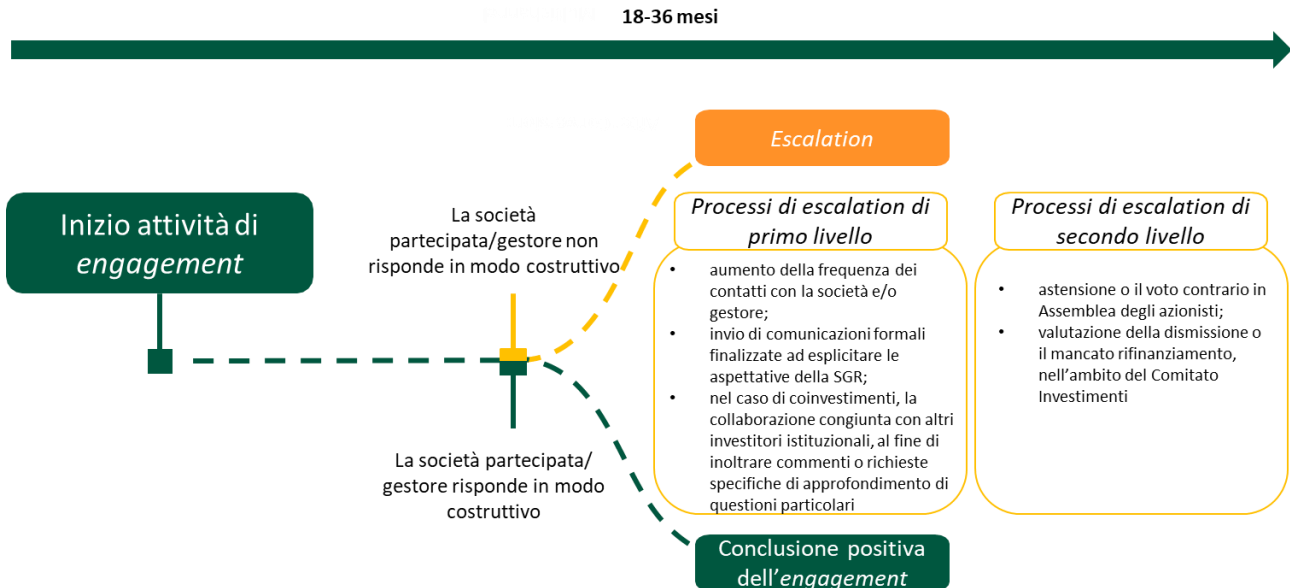 18-36 mesi
Escalation
Inizio attività di
engagement
La società
partecipata/gestore non
risponde in modo costruttivo
La società partecipata/
gestore risponde in modo
costruttivo
Processi di escalation di
primo livello
• aumento della frequenza dei
contatti con la società e/o
gestore;
• invio di comunicazioni formali
finalizzate ad esplicitare le
aspettative della SGR;
• nel caso di coinvestimenti, la
collaborazione congiunta con altri
investitori istituzionali, al fine di
inoltrare commenti o richieste
specifiche di approfondimento di
questioni particolari
Processi di escalation di
secondo livello
• astensione o il voto contrario in
Assemblea degli azionisti;
• valutazione della dismissione o
il mancato rifinanziamento,
nell'ambito del Comitato
Investimenti
Conclusione positiva
dell'engagement